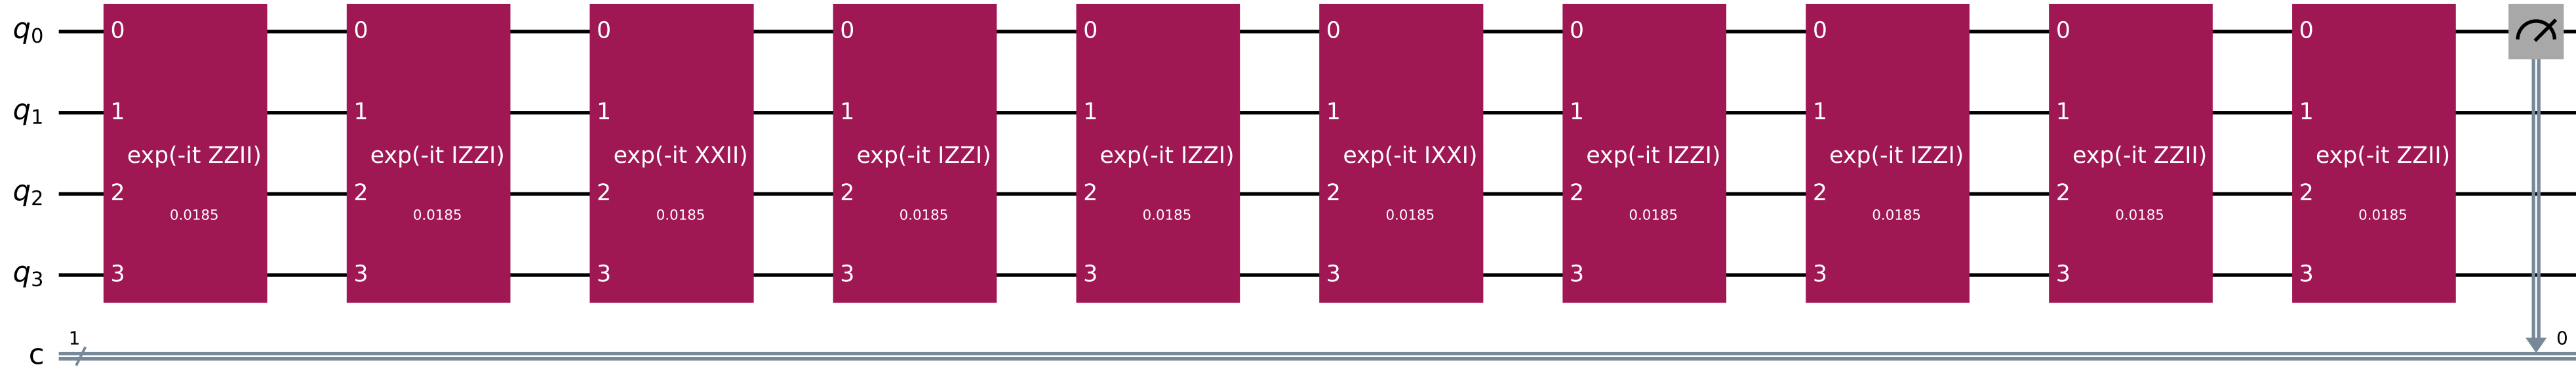 q0 0 0 0 0 0 0 0 0 0 0
q1 1 1 1 1 1 1 1 1 1 1
exp(-it ZZII) exp(-it IZZI) exp(-it XXII) exp(-it IZZI) exp(-it IZZI) exp(-it IXXI) exp(-it IZZI) exp(-it IZZI) exp(-it ZZII) exp(-it ZZII)
q2 2 2 2 2 2 2 2 2 2 2
0.0185 0.0185 0.0185 0.0185 0.0185 0.0185 0.0185 0.0185 0.0185 0.0185
q3 3 3 3 3 3 3 3 3 3 3
1 0
c